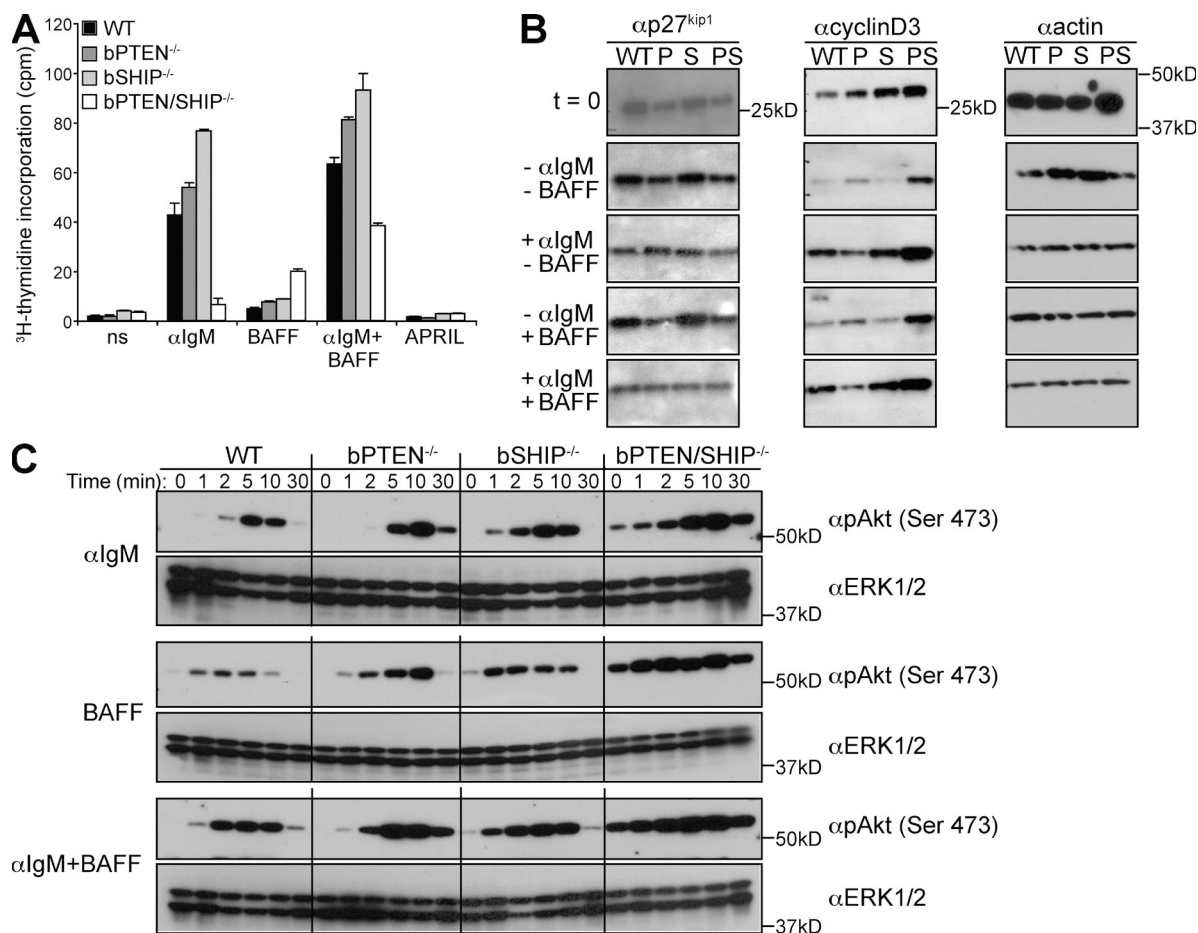 A
³H-thymidine incorporation (cpm)
120
100
80
60
40
20
0
WT
bPTEN⁻/⁻
bSHIP⁻/⁻
bPTEN/SHIP⁻/⁻
ns αIgM BAFF αIgM+ APRIL
BAFF
B
αp27ᵏⁱᵖ¹ αcyclinD3 αactin
WT P S PS WT P S PS WT P S PS
t = 0
25kD
25kD
50kD
37kD
- αIgM
- BAFF
+ αIgM
- BAFF
- αIgM
+ BAFF
+ αIgM
+ BAFF
C
WT bPTEN⁻/⁻ bSHIP⁻/⁻ bPTEN/SHIP⁻/⁻
Time (min): 0 1 2 5 10 30 0 1 2 5 10 30 0 1 2 5 10 30 0 1 2 5 10 30
αIgM
50kD
αpAkt (Ser 473)
αERK1/2
37kD
BAFF
50kD
αpAkt (Ser 473)
αERK1/2
37kD
αIgM+BAFF
50kD
αpAkt (Ser 473)
αERK1/2
37kD